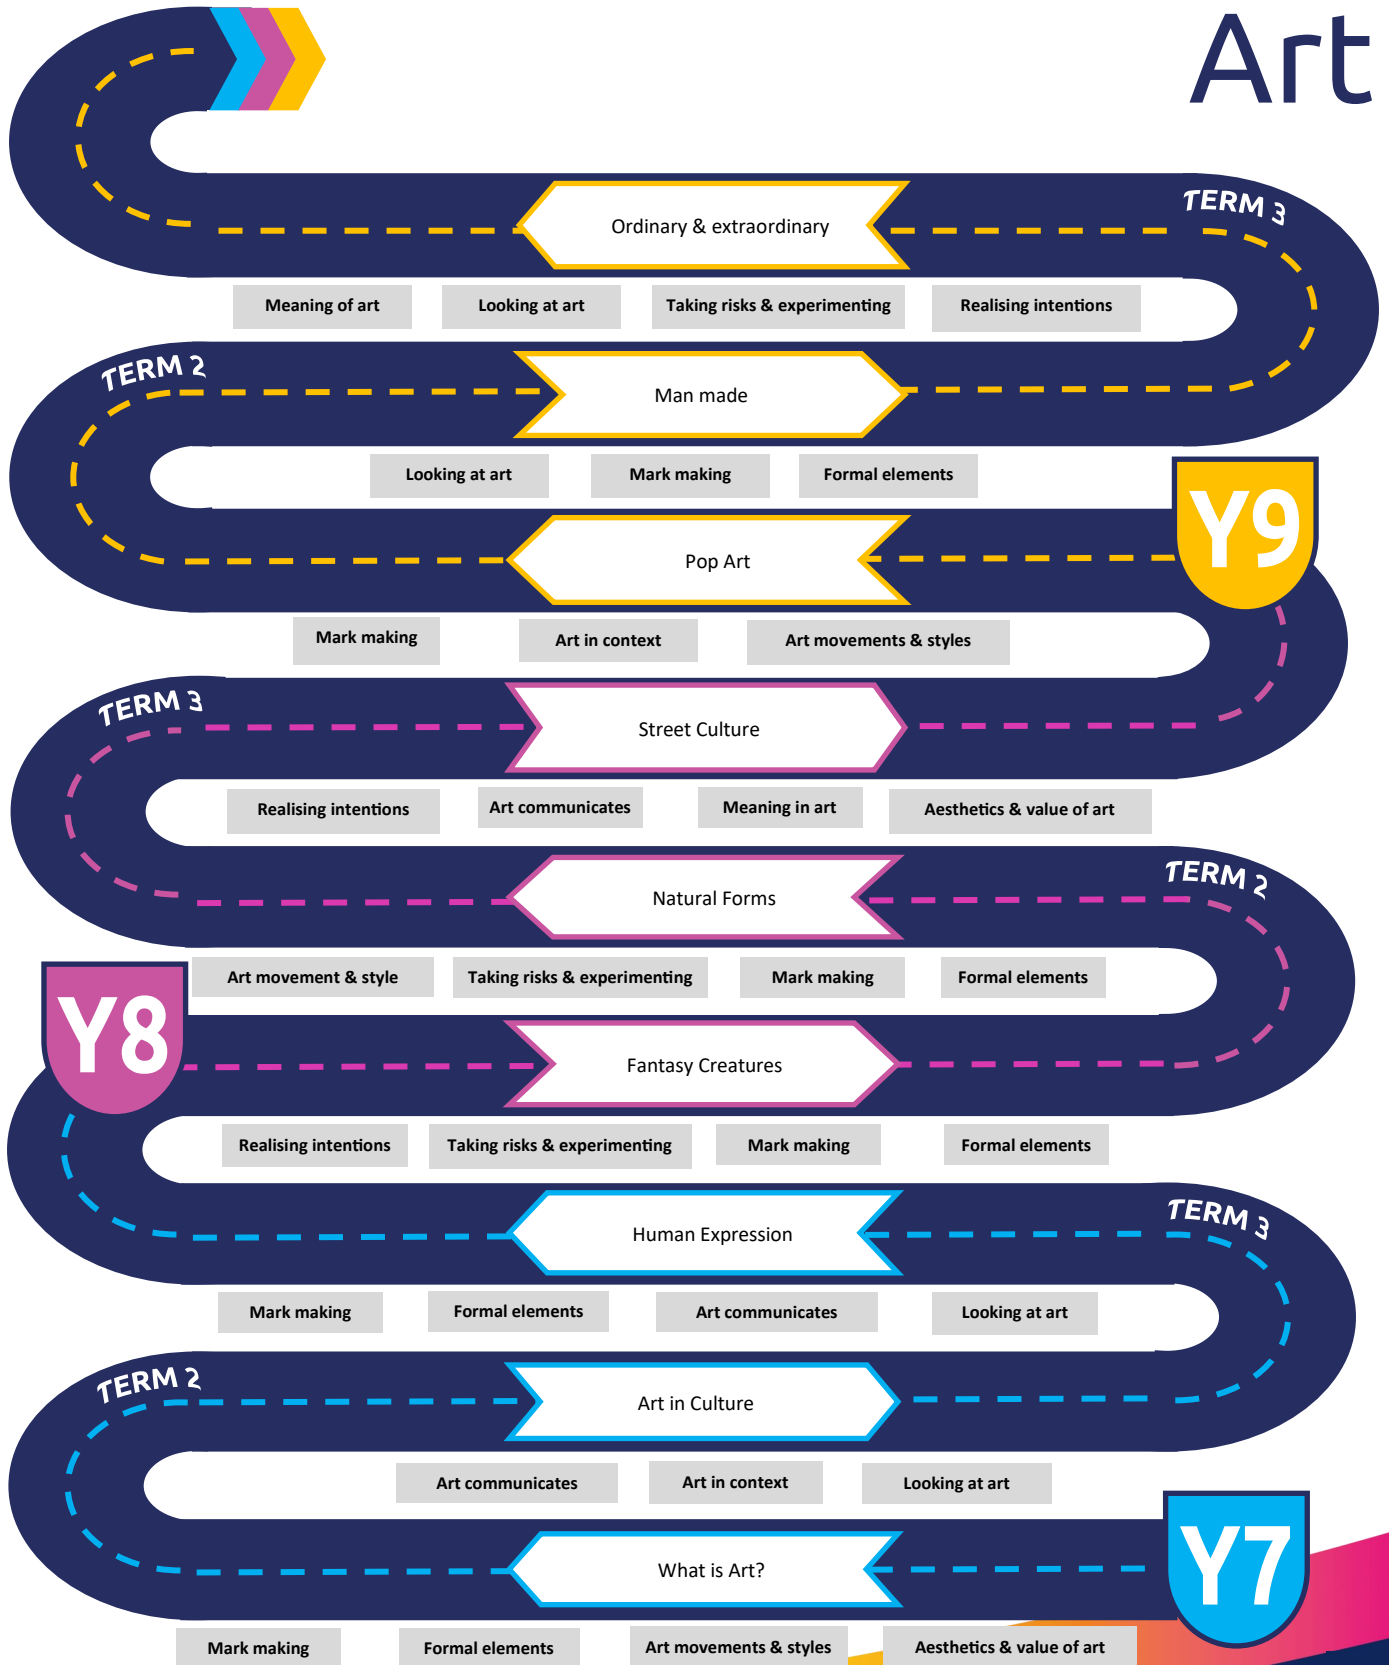 Art
TERM 3
Ordinary & extraordinary
Meaning of art
Looking at art
Taking risks & experimenting
Realising intentions
TERM 2
Man made
Looking at art
Mark making
Formal elements
Y9
Pop Art
Mark making
Art in context
Art movements & styles
TERM 3
Street Culture
Realising intentions
Art communicates
Meaning in art
Aesthetics & value of art
TERM 2
Natural Forms
Art movement & style
Taking risks & experimenting
Mark making
Formal elements
Y8
Fantasy Creatures
Realising intentions
Taking risks & experimenting
Mark making
Formal elements
TERM 3
Human Expression
Mark making
Formal elements
Art communicates
Looking at art
TERM 2
Art in Culture
Art communicates
Art in context
Looking at art
Y7
What is Art?
Mark making
Formal elements
Art movements & styles
Aesthetics & value of art